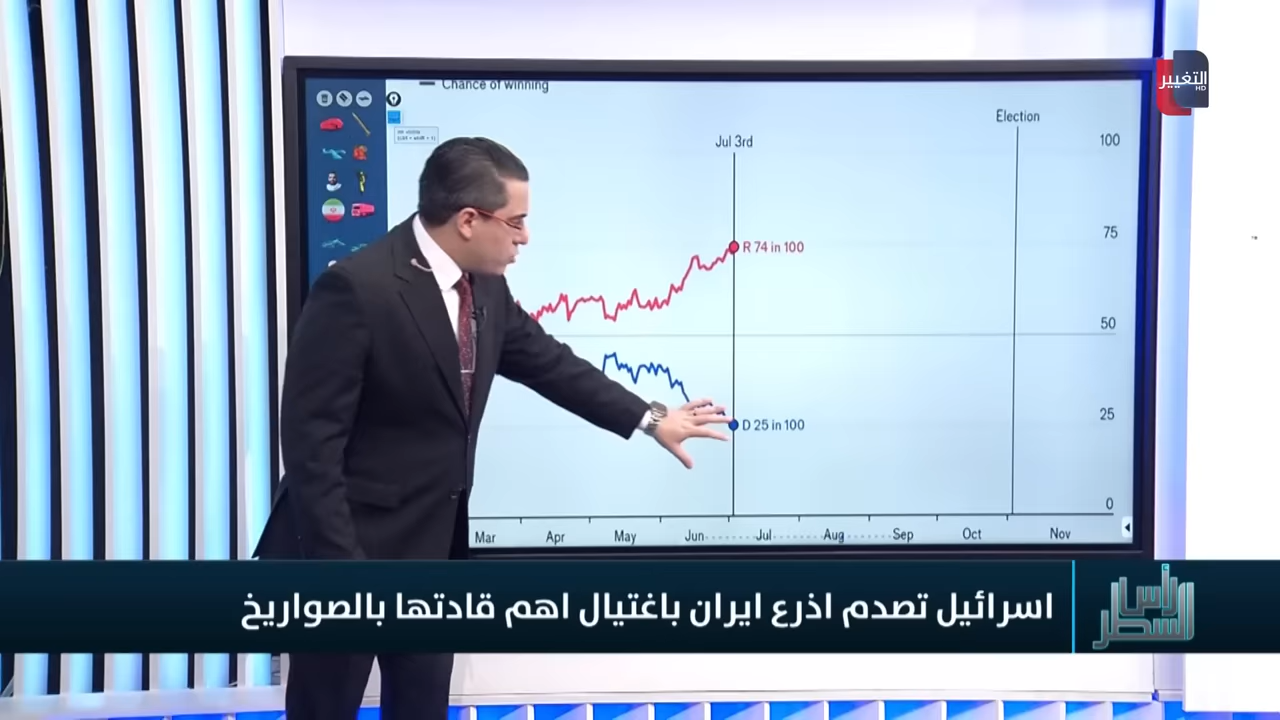 التغيير
HD
Chance of winning
Election
Jul 3rd
100
75
R 74 in 100
50
25
D 25 in 100
0
Mar Apr May Jun Jul Aug Sep Oct Nov
اسرائيل تصدم اذرع ايران باغتيال اهم قادتها بالصواريخ
رأس
السطر